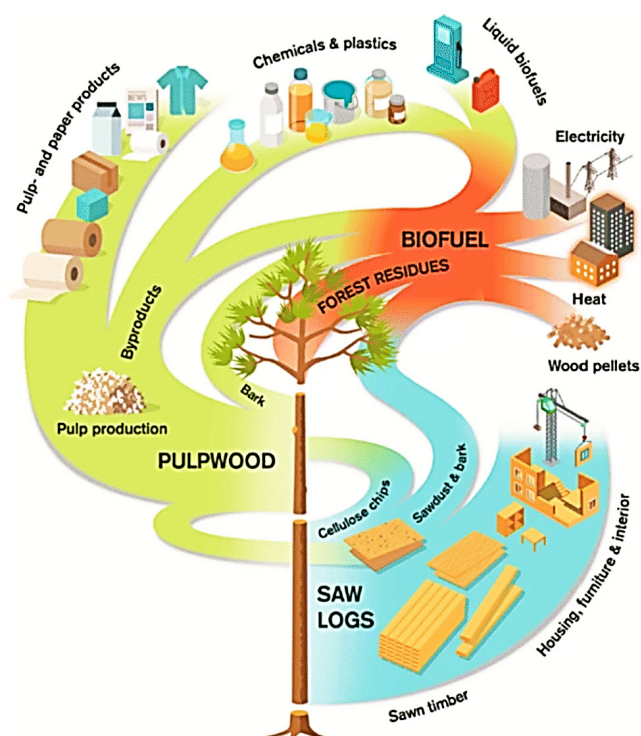 Pulp- and paper products
NEWS
Chemicals & plastics
Liquid biofuels
Electricity
BIOFUEL
FOREST RESIDUES
Heat
Wood pellets
Byproducts
Bark
Pulp production
PULPWOOD
Cellulose chips
Sawdust & bark
SAW
LOGS
Housing, furniture & interior
Sawn timber